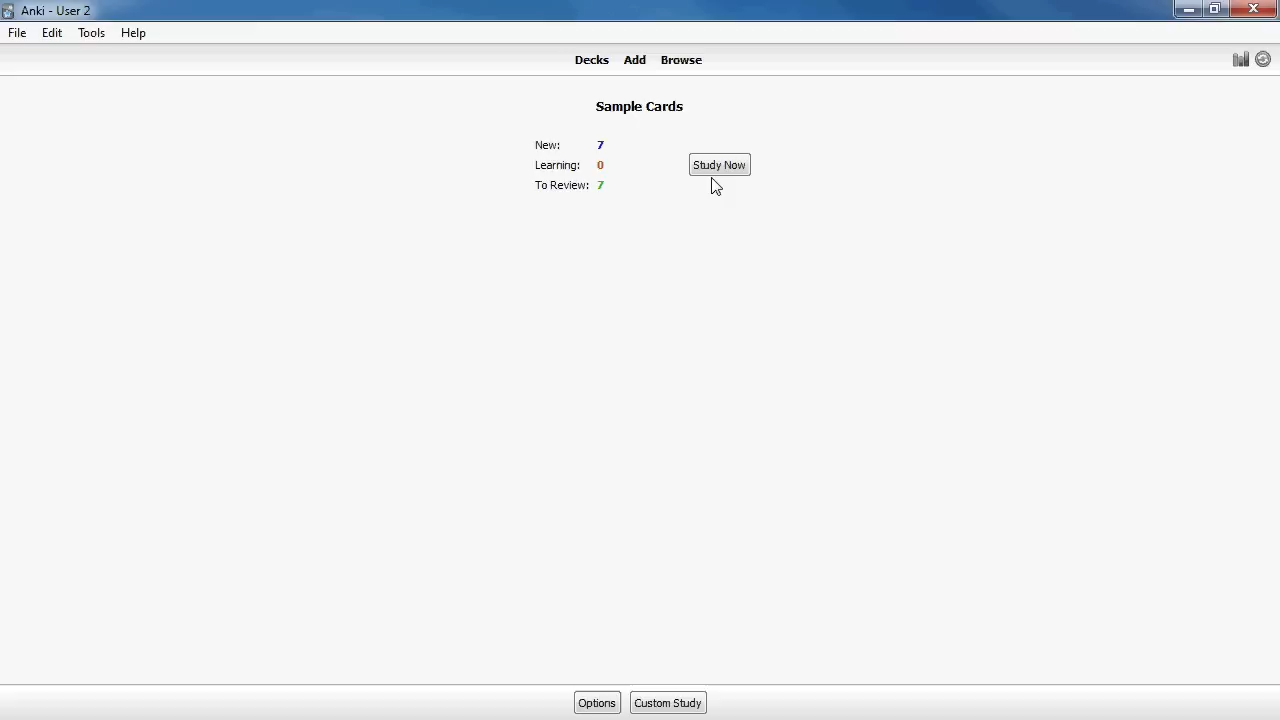 Anki - User 2
File Edit Tools Help
Decks Add Browse
Sample Cards
New: 7
Learning: 0
Study Now
To Review: 7
Options Custom Study